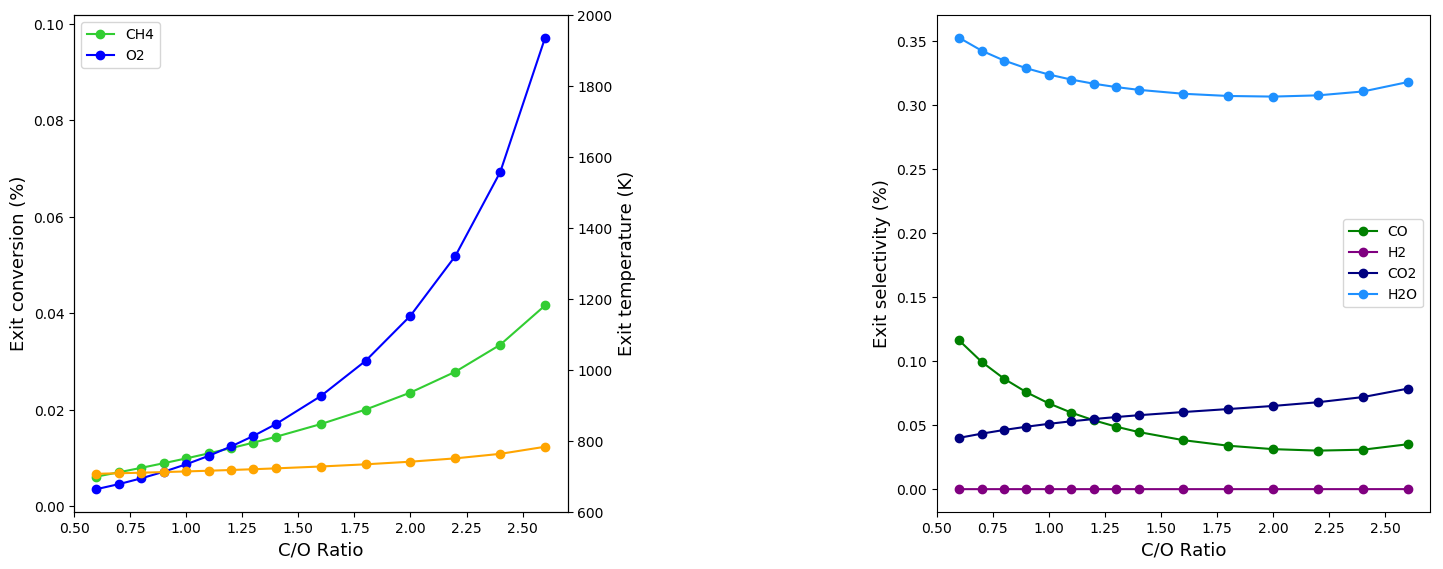 0.10
0.08
0.06
0.04
0.02
0.00
Exit conversion (%)
CH4
O2
2000
1800
1600
1400
1200
1000
800
600
Exit temperature (K)
0.50 0.75 1.00 1.25 1.50 1.75 2.00 2.25 2.50
C/O Ratio
0.35
0.30
0.25
0.20
0.15
0.10
0.05
0.00
Exit selectivity (%)
CO
H2
CO2
H2O
0.50 0.75 1.00 1.25 1.50 1.75 2.00 2.25 2.50
C/O Ratio